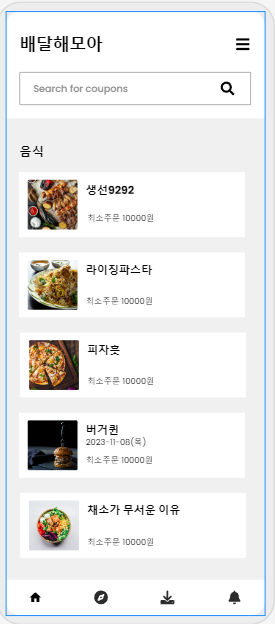 배달해모아
Search for coupons
음식
생선9292
최소주문 10000원
라이징파스타
최소주문 10000원
피자훗
최소주문 10000원
버거퀸
2023-11-08(목)
최소주문 10000원
채소가 무서운 이유
최소주문 10000원